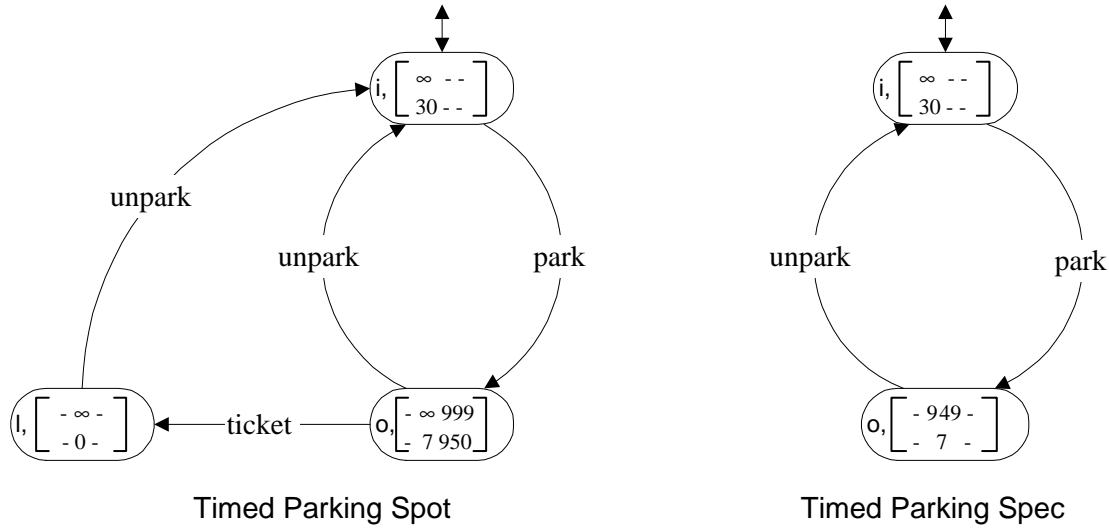 i, ∞ - -
30 - -
i, ∞ - -
30 - -
unpark
unpark
park
unpark
park
l, - ∞ -
- 0 -
ticket
o, - ∞ 999
- 7 950
o, - 949 -
- 7 -
Timed Parking Spot
Timed Parking Spec